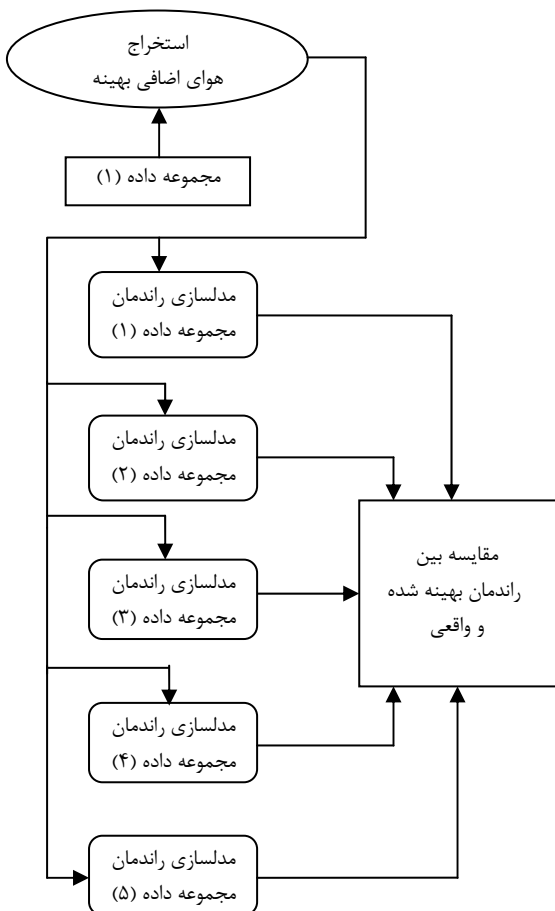 استخراج
هوای اضافی بهینه
مجموعه داده (۱)
مدلسازی راندمان
مجموعه داده (۱)
مدلسازی راندمان
مجموعه داده (۲)
مدلسازی راندمان
مجموعه داده (۳)
مدلسازی راندمان
مجموعه داده (۴)
مدلسازی راندمان
مجموعه داده (۵)
مقایسه بین
راندمان بهینه شده
و واقعی